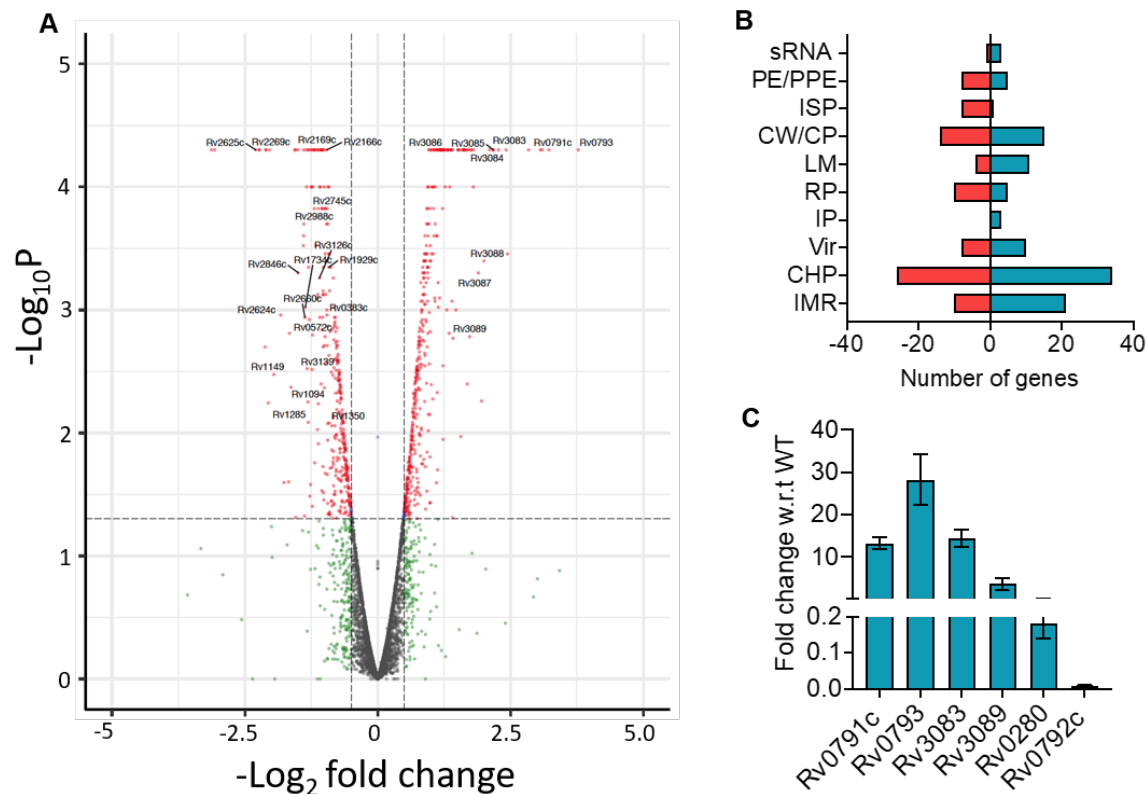 A
5
4
3
2
1
0
-Log10P
Rv2625c
Rv2269c
Rv2169c
Rv2166c
Rv3086
Rv3085
Rv3083
Rv0791c
Rv0793
Rv3084
Rv2745c
Rv2988c
Rv3126c
Rv1734c
Rv1929c
Rv2846c
Rv3088
Rv3087
Rv2660c
Rv2624c
Rv0383c
Rv0572c
Rv3089
Rv3139
Rv1149
Rv1094
Rv1285
Rv1350
-5
-2.5
0
2.5
5.0
-Log2 fold change
B
sRNA
PE/PPE
ISP
CW/CP
LM
RP
IP
Vir
CHP
IMR
-40
-20
0
20
40
Number of genes
C
Fold change w.r.t WT
40
30
20
10
0.2
0.1
0.0
Rv0791c
Rv0793
Rv3083
Rv3089
Rv0280
Rv0792c